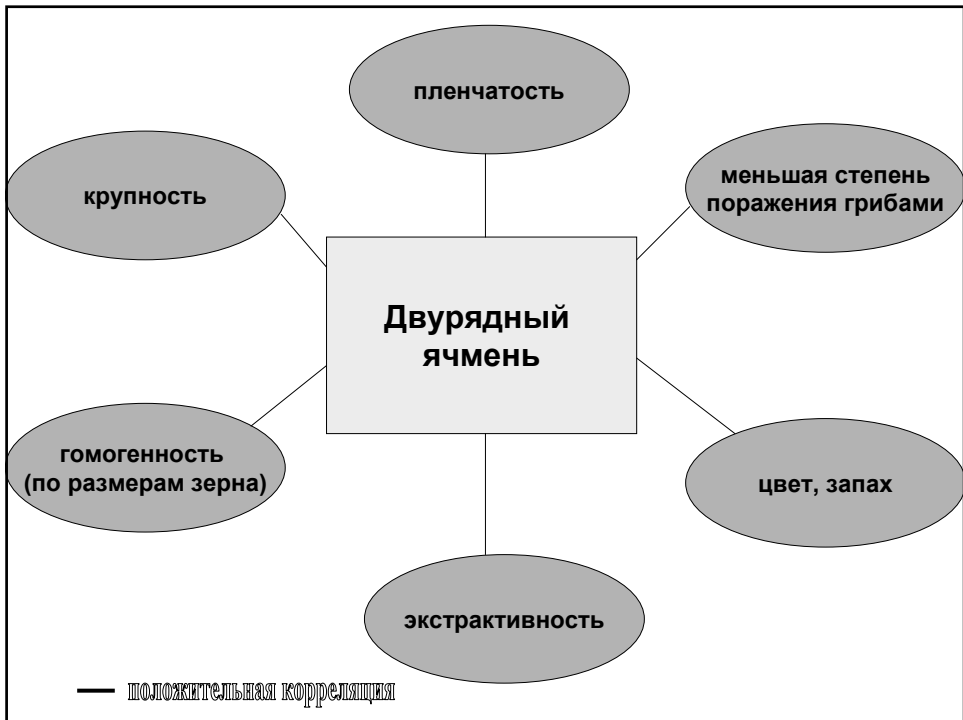 пленчатость
крупность
меньшая степень
поражения грибами
Двурядный
ячмень
гомогенность
(по размерам зерна)
цвет, запах
экстрактивность
положительная корреляция